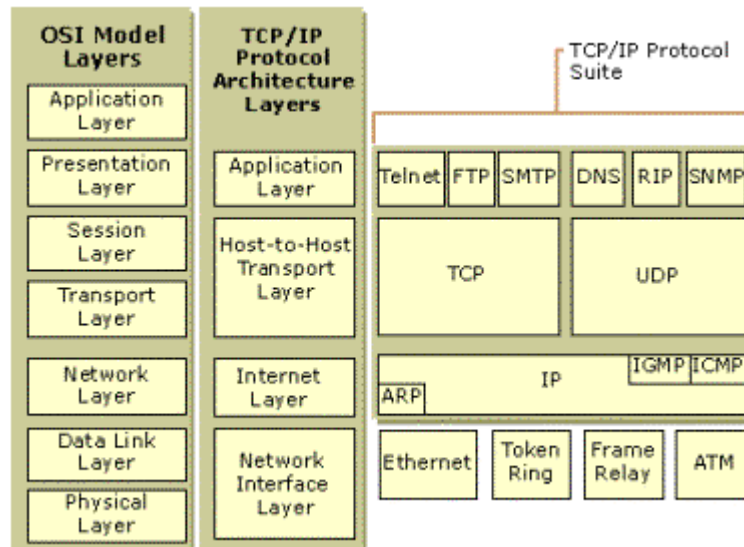 OSI Model
Layers
Application
Layer
Presentation
Layer
Session
Layer
Transport
Layer
Network
Layer
Data Link
Layer
Physical
Layer
TCP/IP
Protocol
Architecture
Layers
Application
Layer
Host-to-Host
Transport
Layer
Internet
Layer
Network
Interface
Layer
TCP/IP Protocol
Suite
Telnet
FTP
SMTP
DNS
RIP
SNMP
TCP
UDP
IP
IGMP
ICMP
ARP
Ethernet
Token
Ring
Frame
Relay
ATM